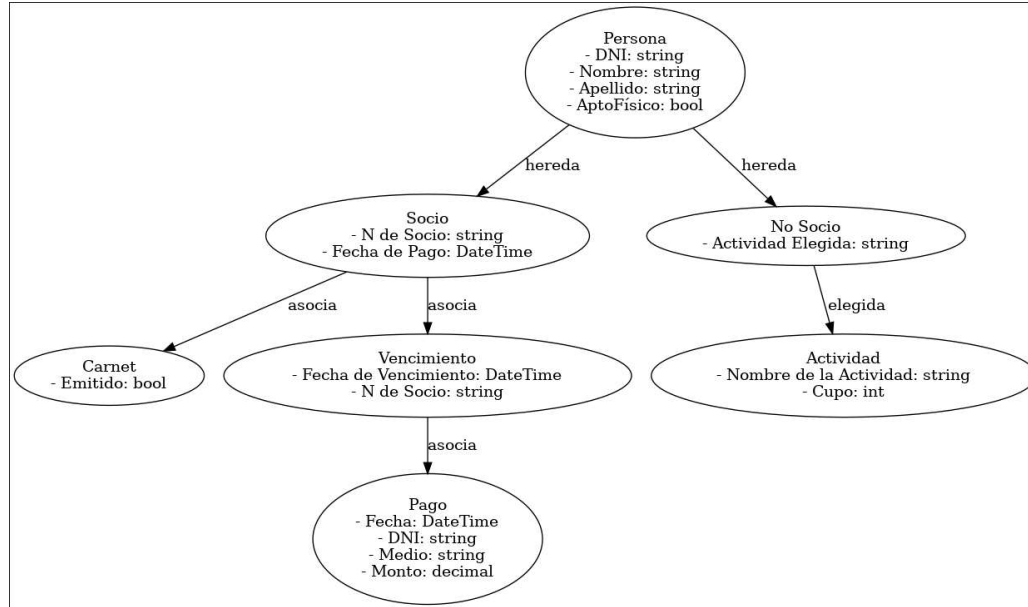 Persona
- DNI: string
- Nombre: string
- Apellido: string
- AptoFísico: bool
hereda
hereda
Socio
- N de Socio: string
- Fecha de Pago: DateTime
No Socio
- Actividad Elegida: string
asocia
asocia
elegida
Carnet
- Emitido: bool
Vencimiento
- Fecha de Vencimiento: DateTime
- N de Socio: string
Actividad
- Nombre de la Actividad: string
- Cupo: int
asocia
Pago
- Fecha: DateTime
- DNI: string
- Medio: string
- Monto: decimal